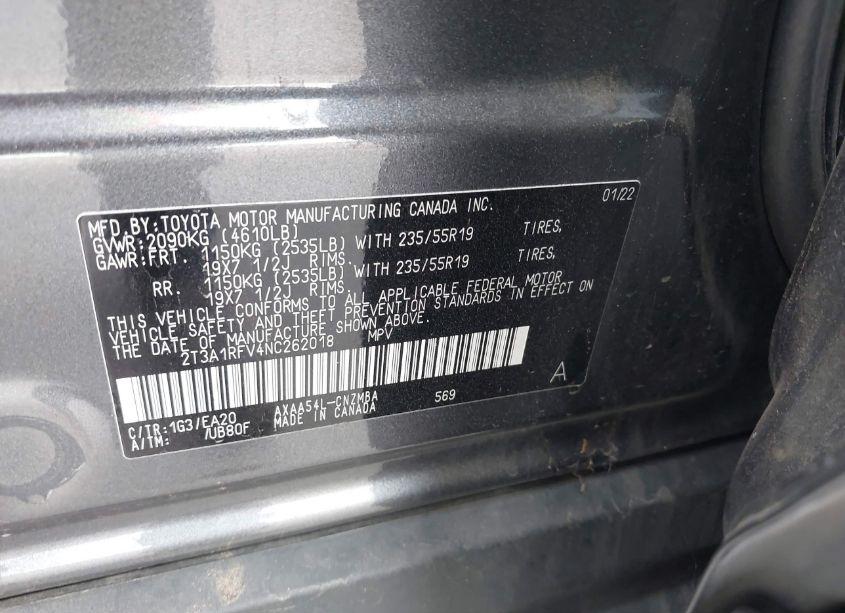 MFD.BY:TOYOTA MOTOR MANUFACTURING CANADA INC. 01/22
GVWR:2090KG (4610LB)
GAWR:FRT. 1150KG (2535LB) WITH 235/55R19 TIRES,
19X7 1/2J RIMS.
RR. 1150KG (2535LB) WITH 235/55R19 TIRES,
19X7 1/2J RIMS.
THIS VEHICLE CONFORMS TO ALL APPLICABLE FEDERAL MOTOR
VEHICLE SAFETY AND THEFT PREVENTION STANDARDS IN EFFECT ON
THE DATE OF MANUFACTURE SHOWN ABOVE.
2T3A1RFV4NC262018 MPV
A
C/TR:1G3/EA20 AXAA54L-CNZMBA 569
A/TM: /UB80F MADE IN CANADA